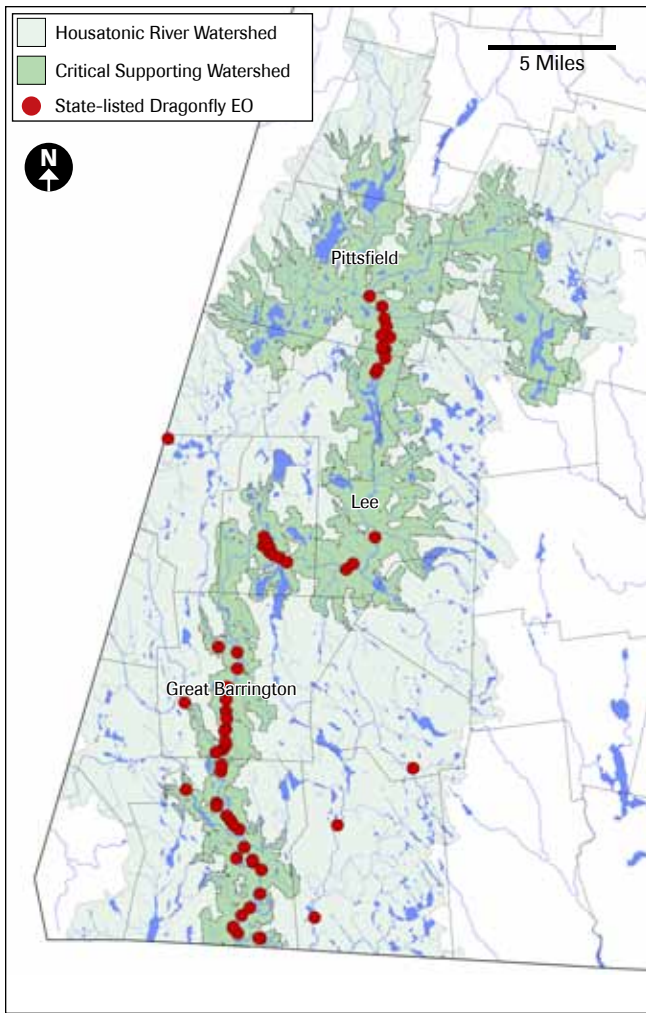 Housatonic River Watershed
Critical Supporting Watershed
State-listed Dragonfly EO
5 Miles
N
Pittsfield
Lee
Great Barrington